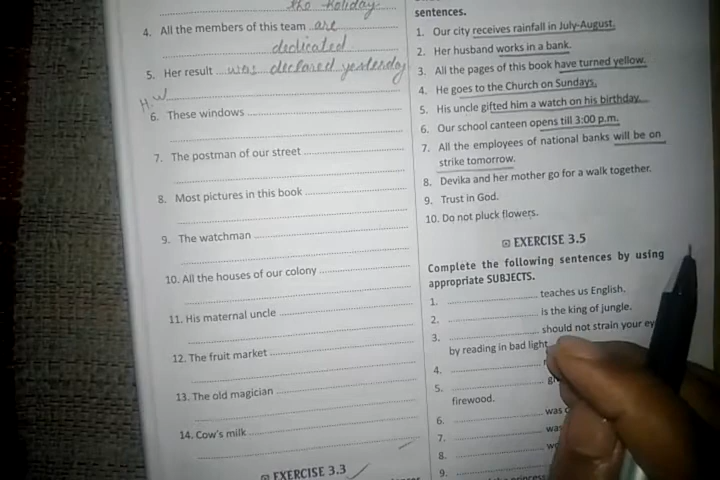 the holiday
4. All the members of this team are
dedicated
5. Her result was declared yesterday
H.W
6. These windows
7. The postman of our street
8. Most pictures in this book
9. The watchman
10. All the houses of our colony
11. His maternal uncle
12. The fruit market
13. The old magician
14. Cow's milk
EXERCISE 3.3
sentences.
1. Our city receives rainfall in July-August.
2. Her husband works in a bank.
3. All the pages of this book have turned yellow.
4. He goes to the Church on Sundays.
5. His uncle gifted him a watch on his birthday.
6. Our school canteen opens till 3:00 p.m.
7. All the employees of national banks will be on
strike tomorrow.
8. Devika and her mother go for a walk together.
9. Trust in God.
10. Do not pluck flowers.
EXERCISE 3.5
Complete the following sentences by using
appropriate SUBJECTS.
1. teaches us English.
2. is the king of jungle.
3. should not strain your
by reading in bad light
4.
5.
firewood.
6. was
7.
8.
9.